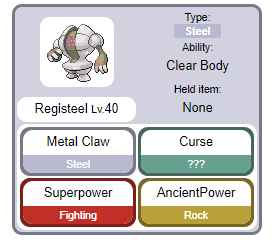 Type:
Steel
Ability:
Clear Body
Held item:
None
Registeel Lv.40
Metal Claw
Curse
Steel
???
Superpower
AncientPower
Fighting
Rock